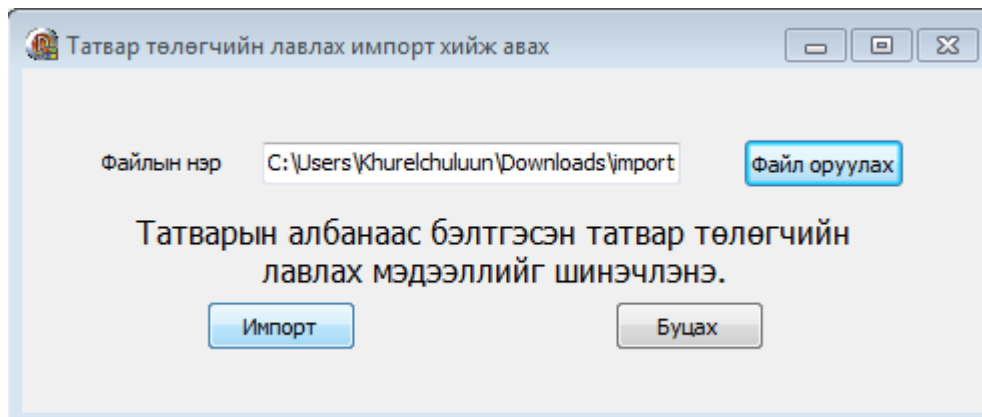 Татвар төлөгчийн лавлах импорт хийж авах
Файлын нэр C:\Users\Khurelchuluun\Downloads\import Файл оруулах
Татварын албанаас бэлтгэсэн татвар төлөгчийн
лавлах мэдээллийг шинэчлэнэ.
Импорт Буцах